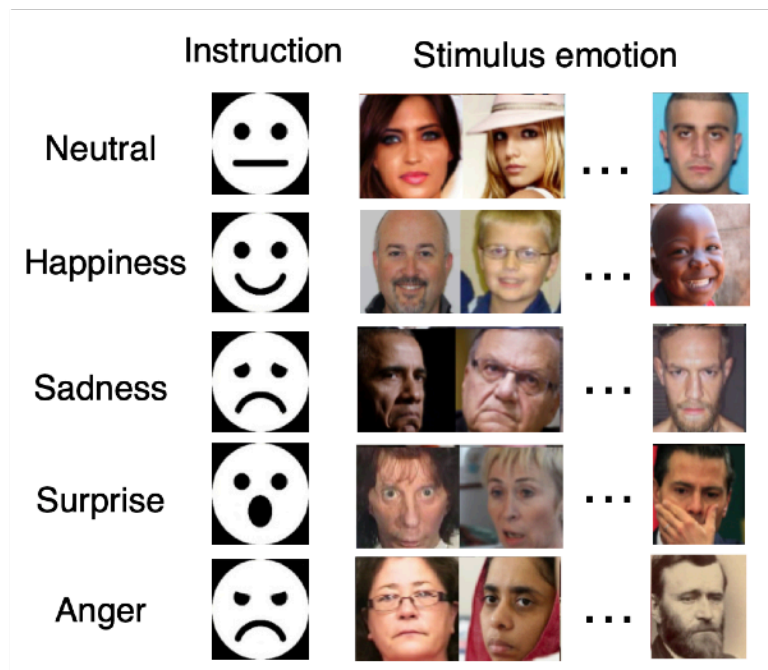 Instruction Stimulus emotion
Neutral ...
Happiness ...
Sadness ...
Surprise ...
Anger ...